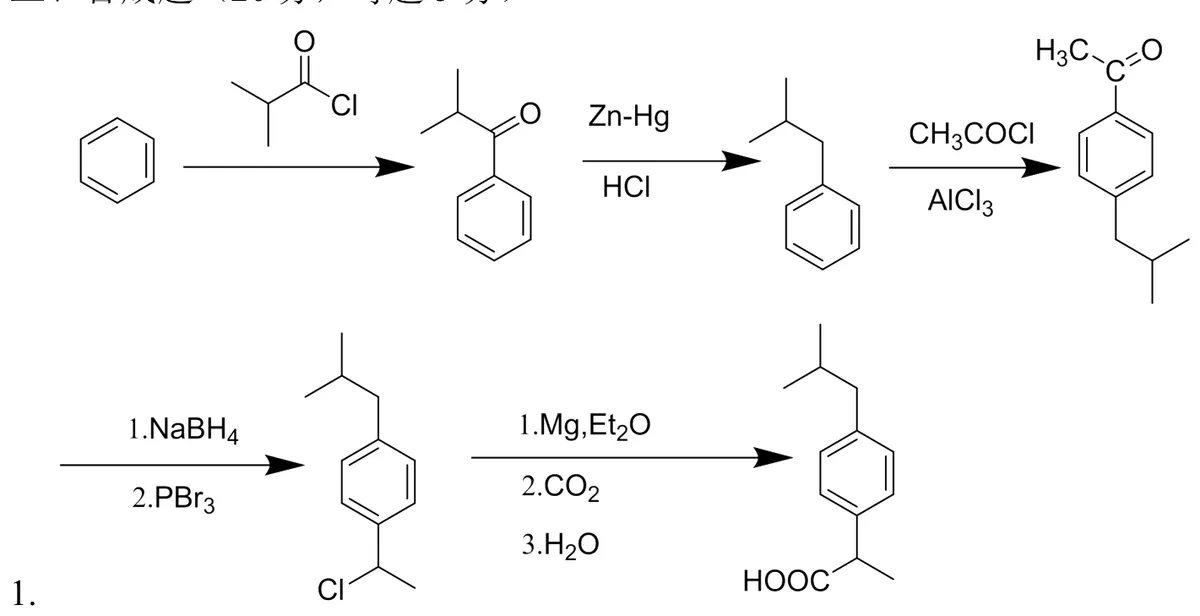 O
Cl
O
Zn-Hg
HCl
CH3COCl
AlCl3
H3C
C
O
1.NaBH4
2.PBr3
Cl
1.Mg,Et2O
2.CO2
3.H2O
HOOC
1.